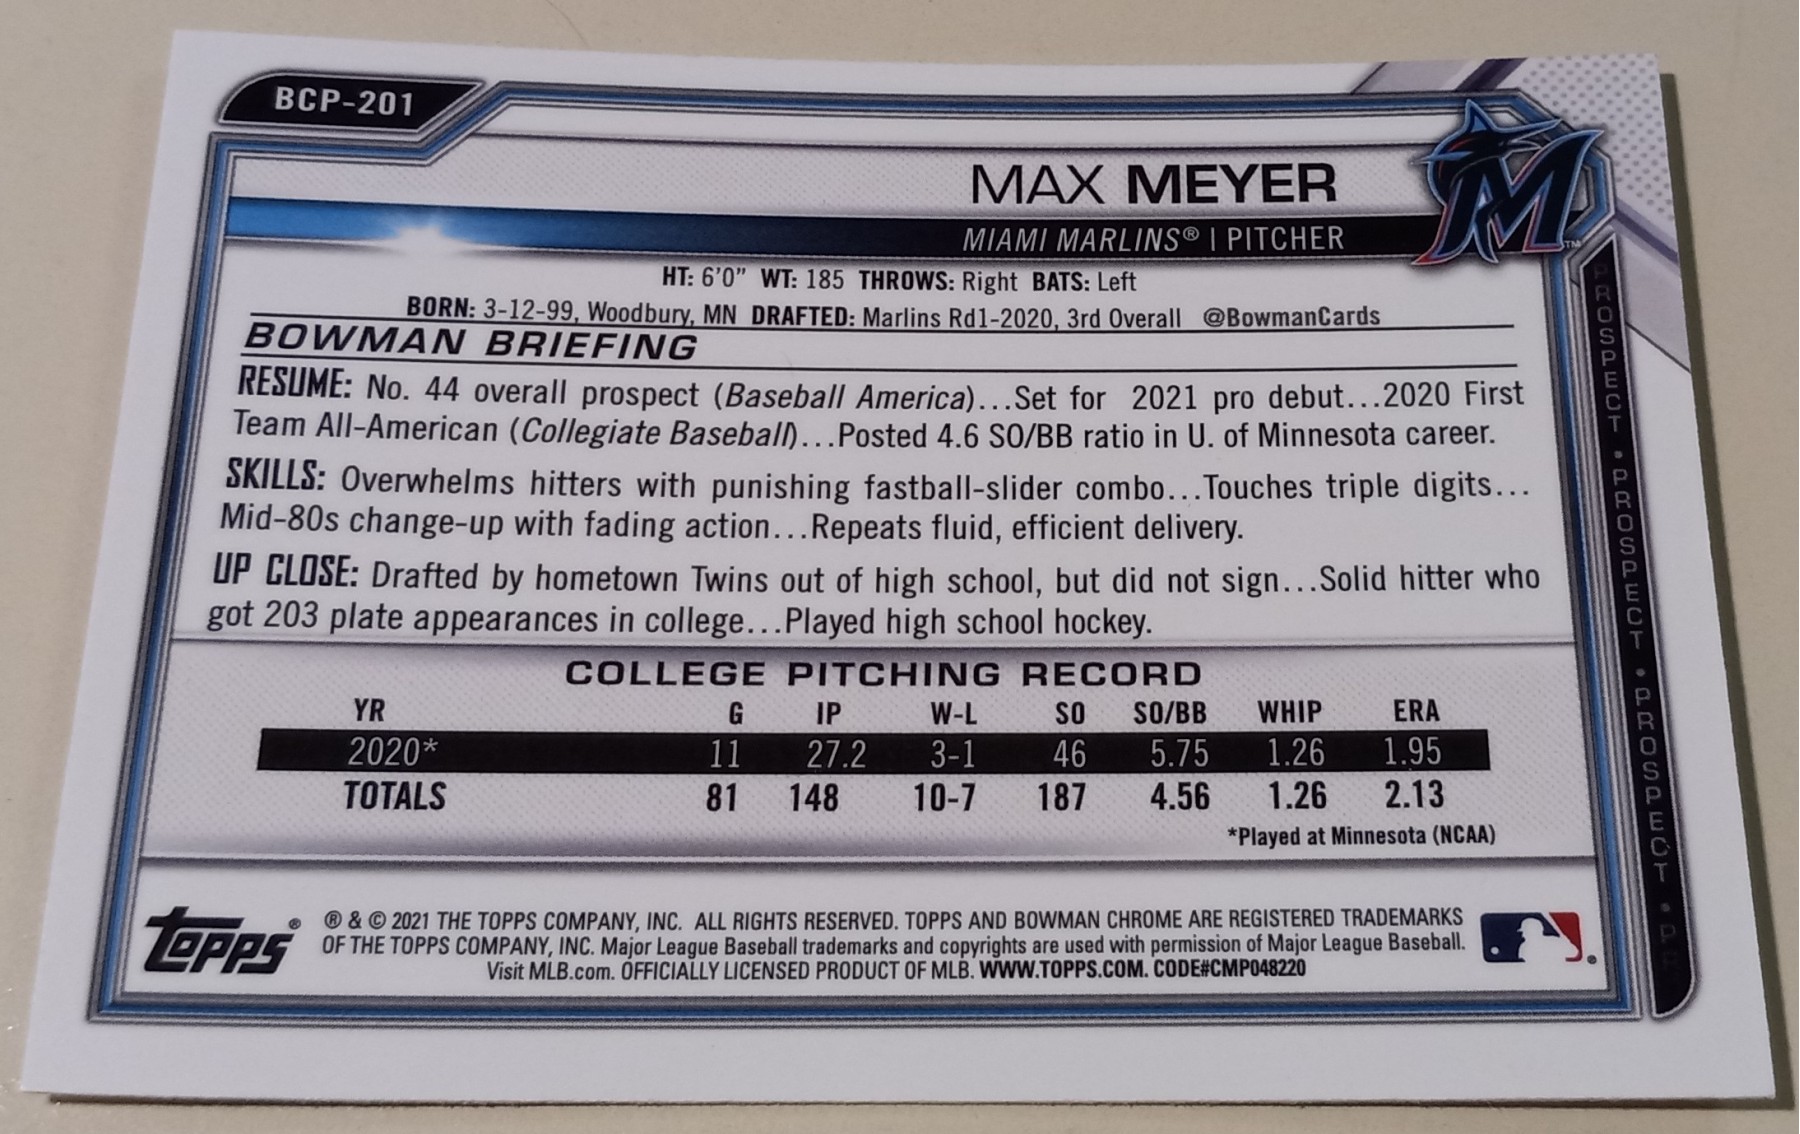 BCP-201
MAX MEYER
MIAMI MARLINS® | PITCHER
HT: 6'0" WT: 185 THROWS: Right BATS: Left
BORN: 3-12-99, Woodbury, MN DRAFTED: Marlins Rd1-2020, 3rd Overall @BowmanCards
BOWMAN BRIEFING
RESUME: No. 44 overall prospect (Baseball America)...Set for 2021 pro debut...2020 First
Team All-American (Collegiate Baseball)...Posted 4.6 SO/BB ratio in U. of Minnesota career.
SKILLS: Overwhelms hitters with punishing fastball-slider combo...Touches triple digits...
Mid-80s change-up with fading action...Repeats fluid, efficient delivery.
UP CLOSE: Drafted by hometown Twins out of high school, but did not sign...Solid hitter who
got 203 plate appearances in college...Played high school hockey.
COLLEGE PITCHING RECORD
YR G IP W-L SO SO/BB WHIP ERA
2020* 11 27.2 3-1 46 5.75 1.26 1.95
TOTALS 81 148 10-7 187 4.56 1.26 2.13
*Played at Minnesota (NCAA)
TOPPS®
® & © 2021 THE TOPPS COMPANY, INC. ALL RIGHTS RESERVED. TOPPS AND BOWMAN CHROME ARE REGISTERED TRADEMARKS
OF THE TOPPS COMPANY, INC. Major League Baseball trademarks and copyrights are used with permission of Major League Baseball.
Visit MLB.com. OFFICIALLY LICENSED PRODUCT OF MLB. WWW.TOPPS.COM. CODE#CMP048220
M TM
PROSPECT • PROSPECT • PROSPECT • PR